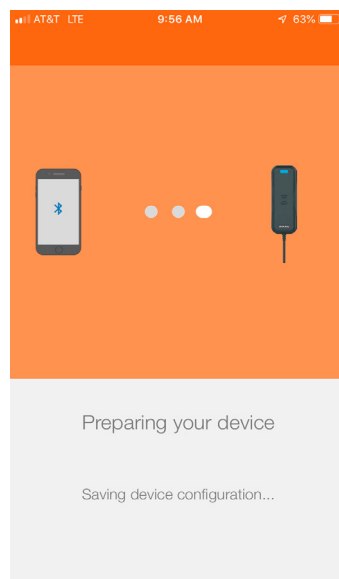 AT&T LTE 9:56 AM 63%
Preparing your device
Saving device configuration...